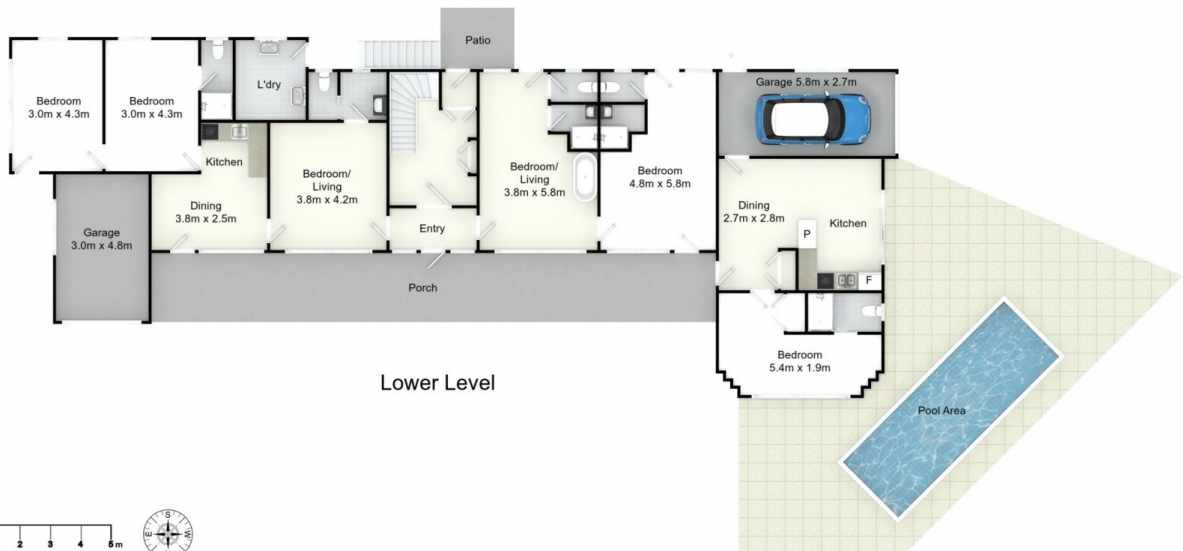 Patio
Bedroom
3.0m x 4.3m
Bedroom
3.0m x 4.3m
L'dry
Garage 5.8m x 2.7m
Kitchen
Bedroom/
Living
3.8m x 4.2m
Bedroom/
Living
3.8m x 5.8m
Bedroom
4.8m x 5.8m
Dining
3.8m x 2.5m
Dining
2.7m x 2.8m
Kitchen
P
Garage
3.0m x 4.8m
Entry
F
Porch
Bedroom
5.4m x 1.9m
Lower Level
Pool Area
2 3 4 5 m
S
E W